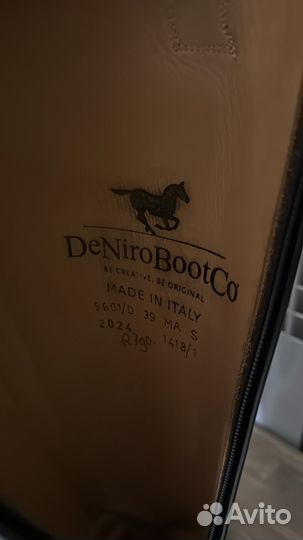 DeNiroBootCo
BE CREATIVE, BE ORIGINAL
MADE IN ITALY
5601/D 39 MA S
2024
1418/1
Avito